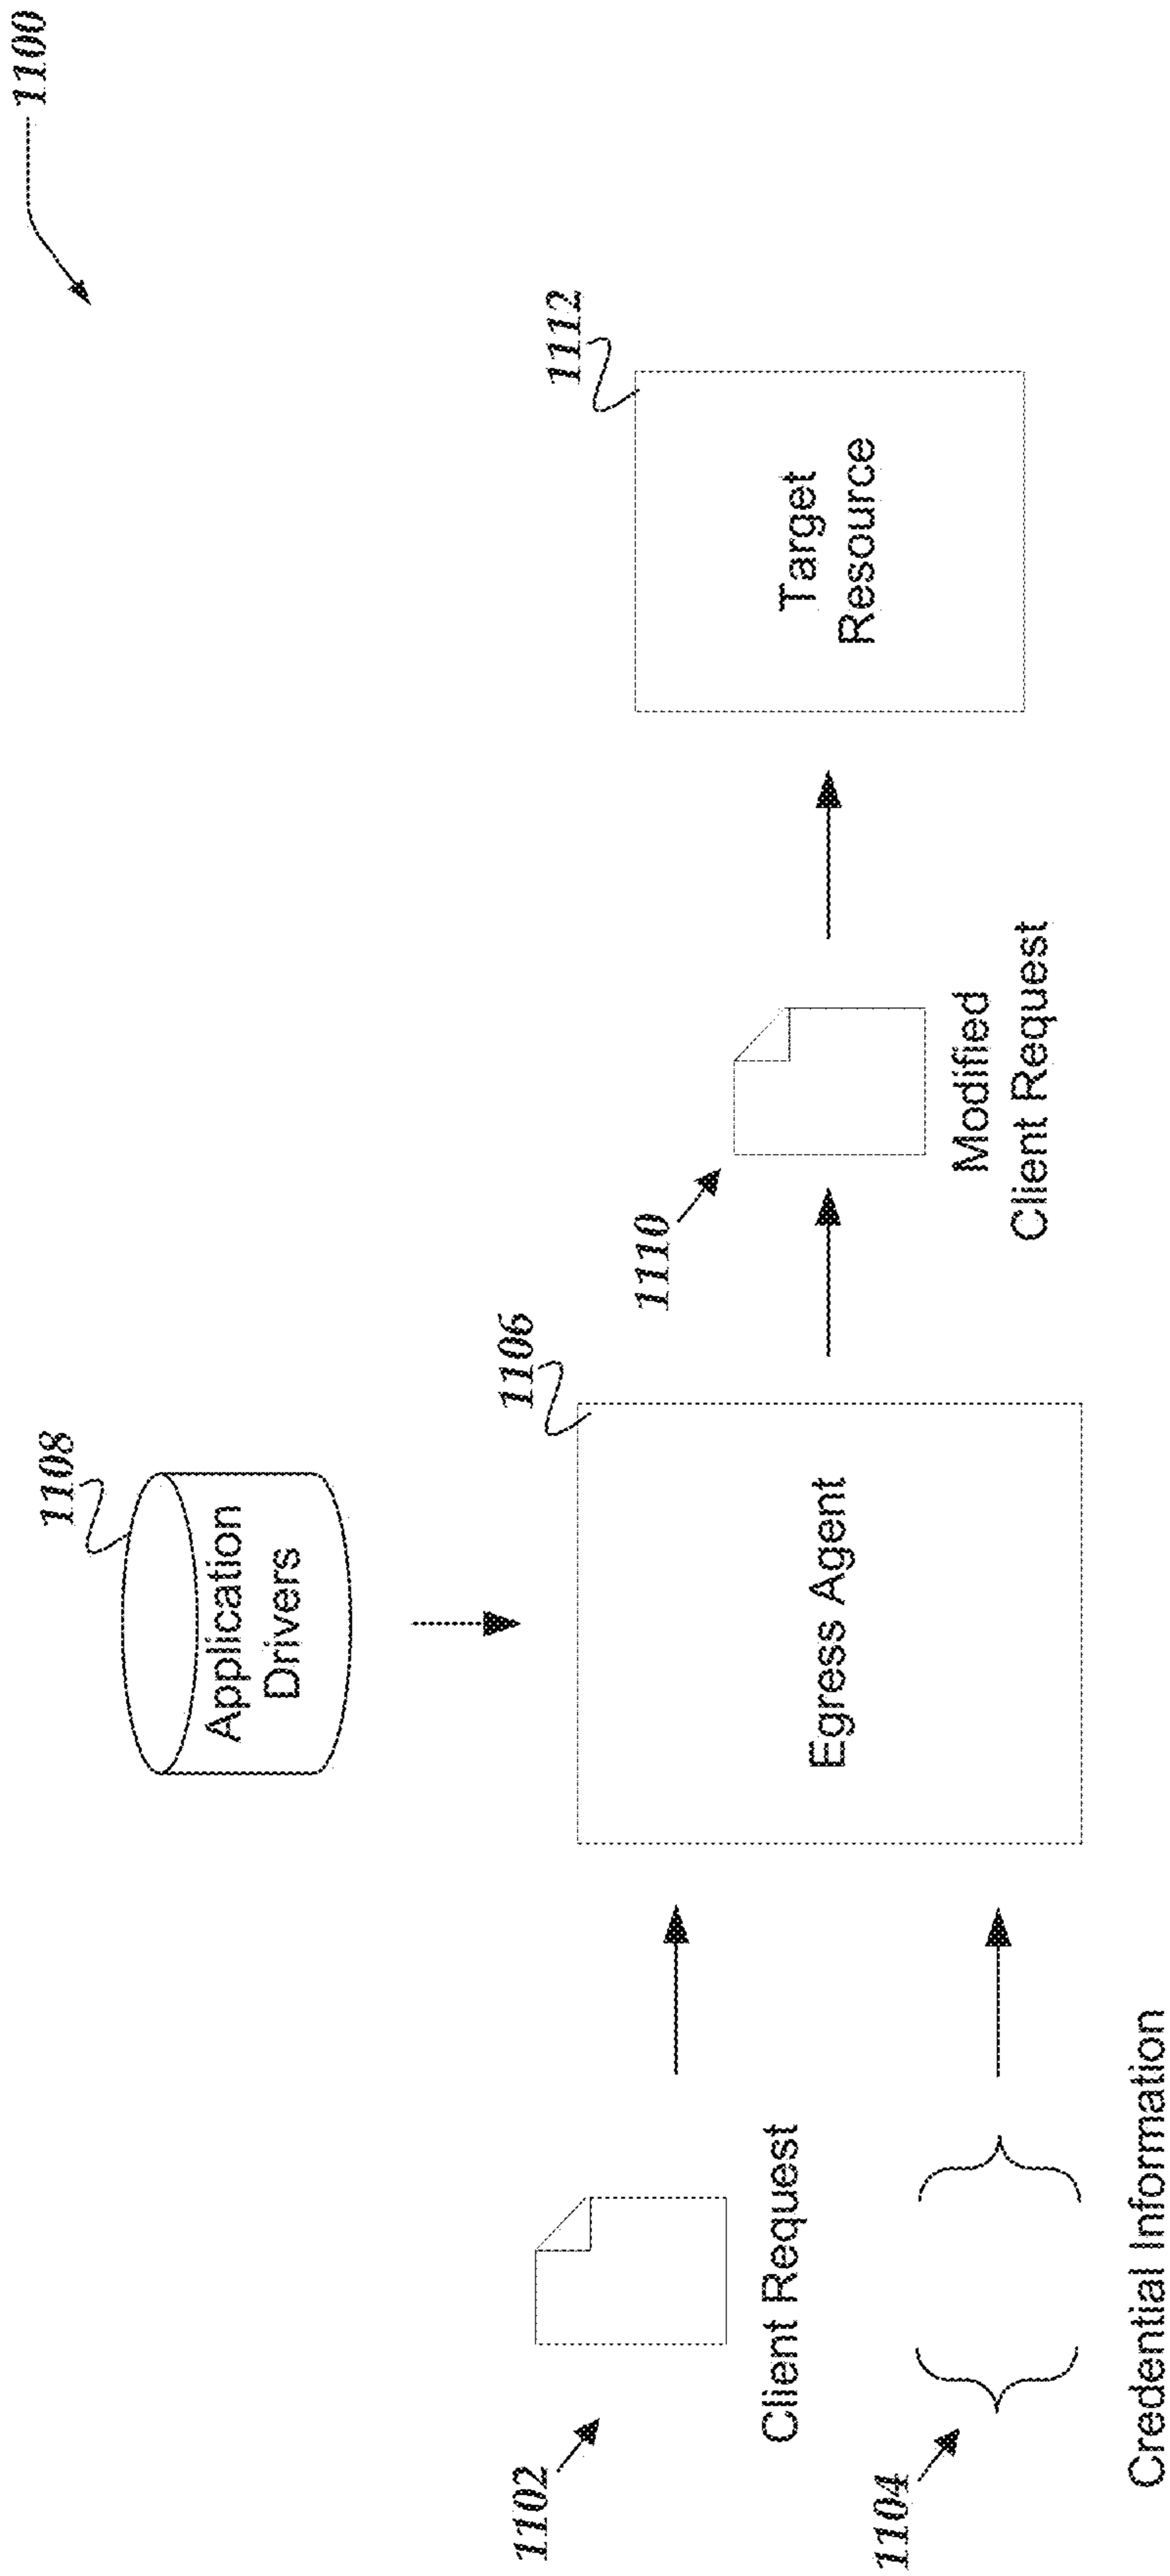 1100
1108
Application
Drivers
1102
Client Request
1104
Credential Information
1106
Egress Agent
1110
Modified
Client Request
1112
Target
Resource